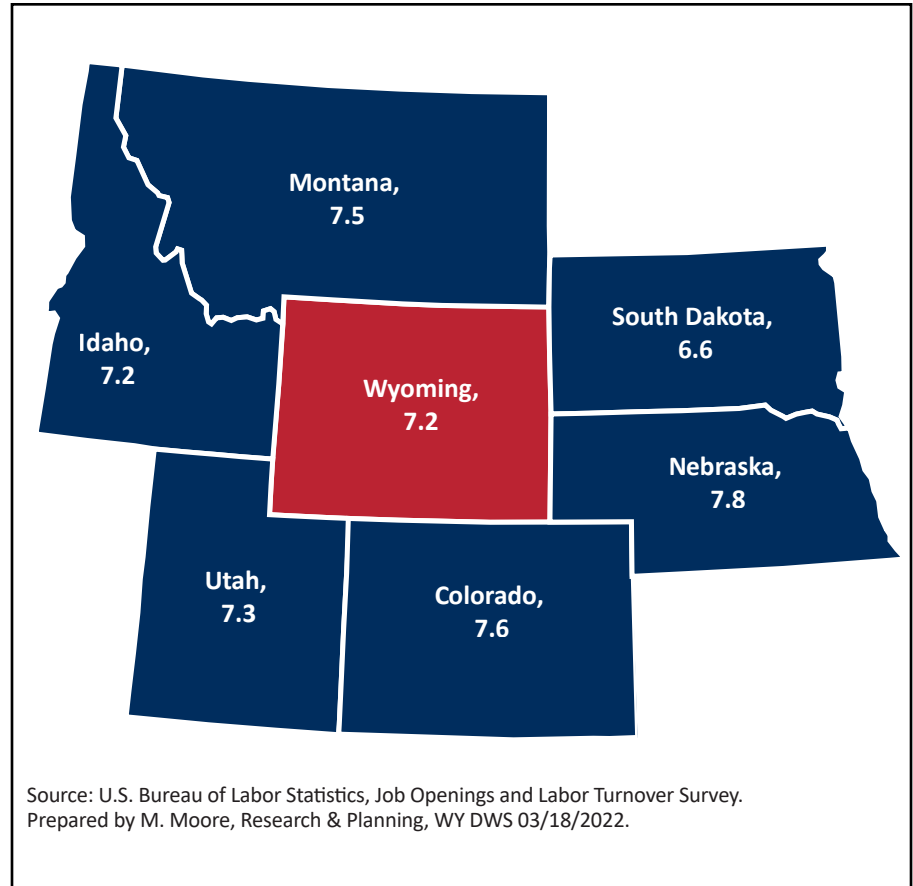 Montana,
7.5
South Dakota,
6.6
Idaho,
7.2
Wyoming,
7.2
Nebraska,
7.8
Utah,
7.3
Colorado,
7.6
Source: U.S. Bureau of Labor Statistics, Job Openings and Labor Turnover Survey.
Prepared by M. Moore, Research & Planning, WY DWS 03/18/2022.